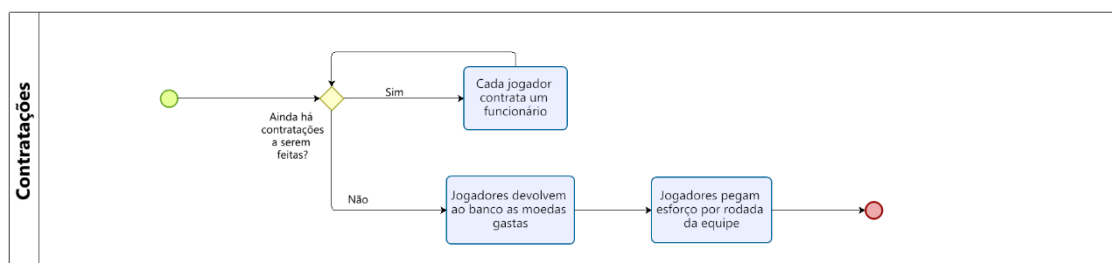 Contratações
Ainda há
contratações
a serem
feitas?
Sim
Cada jogador
contrata um
funcionário
Não
Jogadores devolvem
ao banco as moedas
gastas
Jogadores pegam
esforço por rodada
da equipe